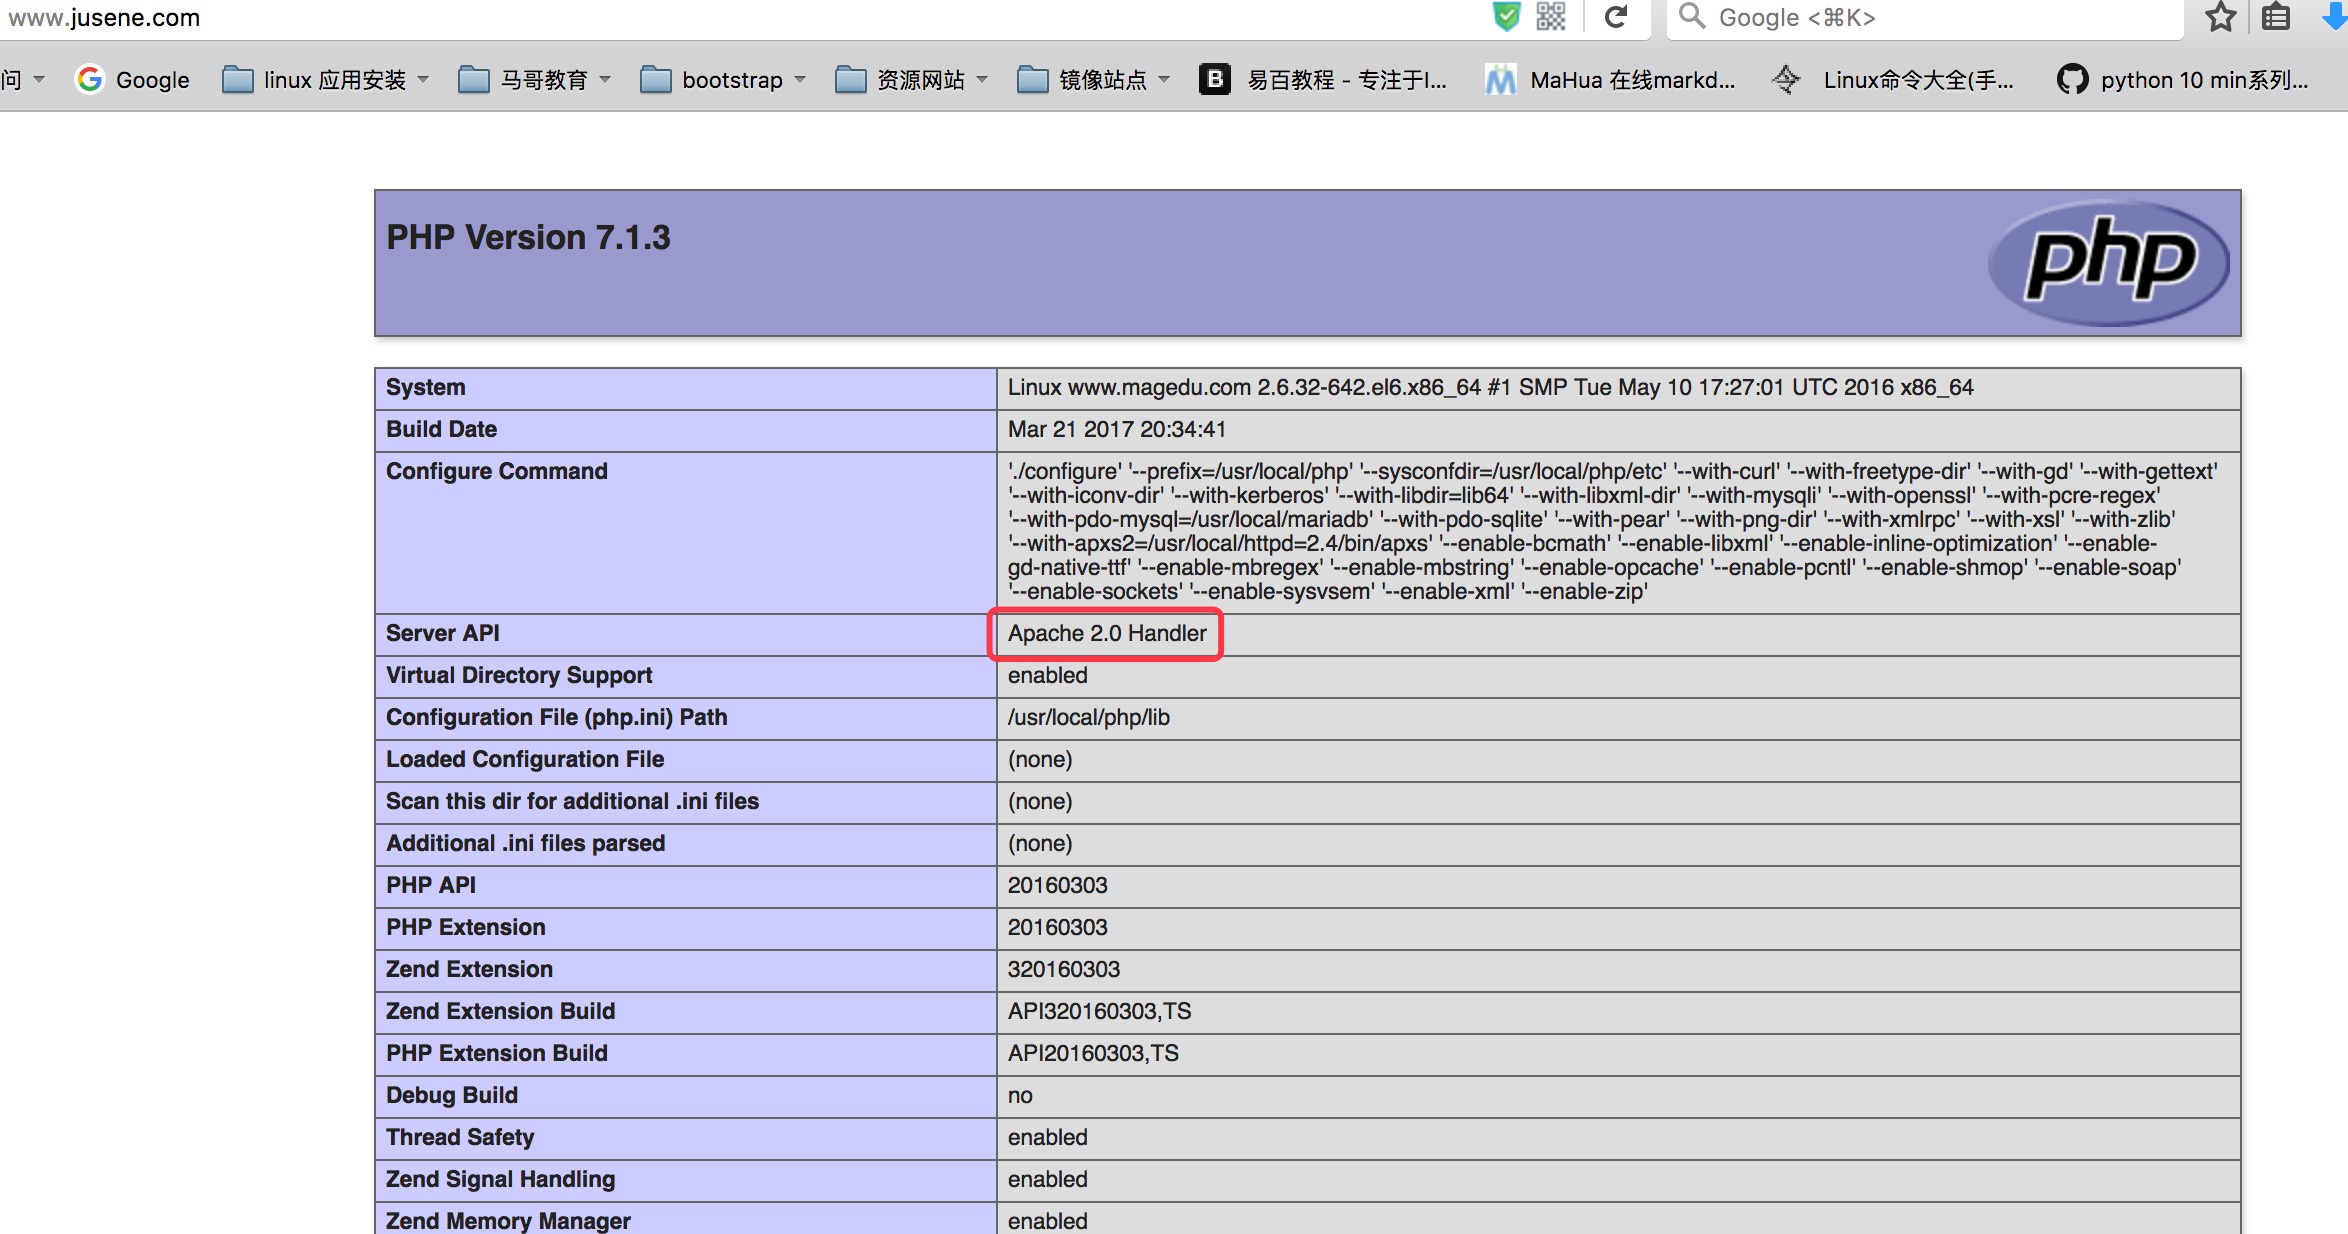 www.jusene.com
Google <⌘K>
问 Google linux 应用安装 马哥教育 bootstrap 资源网站 镜像站点 B 易百教程 - 专注于I... MaHua 在线markd... Linux命令大全(手... python 10 min系列...
PHP Version 7.1.3
php
System Linux www.magedu.com 2.6.32-642.el6.x86_64 #1 SMP Tue May 10 17:27:01 UTC 2016 x86_64
Build Date Mar 21 2017 20:34:41
Configure Command './configure' '--prefix=/usr/local/php' '--sysconfdir=/usr/local/php/etc' '--with-curl' '--with-freetype-dir' '--with-gd' '--with-gettext'
'--with-iconv-dir' '--with-kerberos' '--with-libdir=lib64' '--with-libxml-dir' '--with-mysqli' '--with-openssl' '--with-pcre-regex'
'--with-pdo-mysql=/usr/local/mariadb' '--with-pdo-sqlite' '--with-pear' '--with-png-dir' '--with-xmlrpc' '--with-xsl' '--with-zlib'
'--with-apxs2=/usr/local/httpd=2.4/bin/apxs' '--enable-bcmath' '--enable-libxml' '--enable-inline-optimization' '--enable-
gd-native-ttf' '--enable-mbregex' '--enable-mbstring' '--enable-opcache' '--enable-pcntl' '--enable-shmop' '--enable-soap'
'--enable-sockets' '--enable-sysvsem' '--enable-xml' '--enable-zip'
Server API Apache 2.0 Handler
Virtual Directory Support enabled
Configuration File (php.ini) Path /usr/local/php/lib
Loaded Configuration File (none)
Scan this dir for additional .ini files (none)
Additional .ini files parsed (none)
PHP API 20160303
PHP Extension 20160303
Zend Extension 320160303
Zend Extension Build API320160303,TS
PHP Extension Build API20160303,TS
Debug Build no
Thread Safety enabled
Zend Signal Handling enabled
Zend Memory Manager enabled